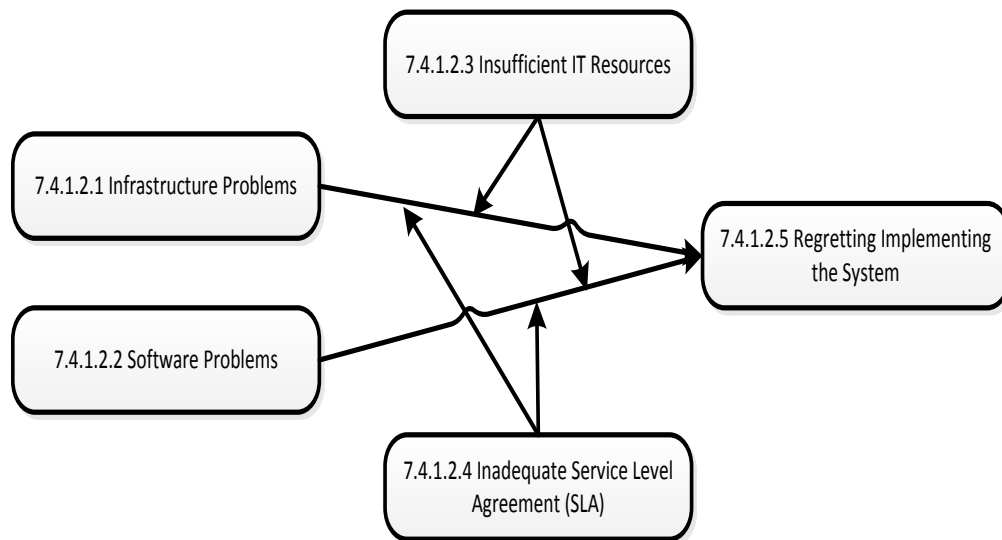 7.4.1.2.3 Insufficient IT Resources
7.4.1.2.1 Infrastructure Problems
7.4.1.2.5 Regretting Implementing
the System
7.4.1.2.2 Software Problems
7.4.1.2.4 Inadequate Service Level
Agreement (SLA)